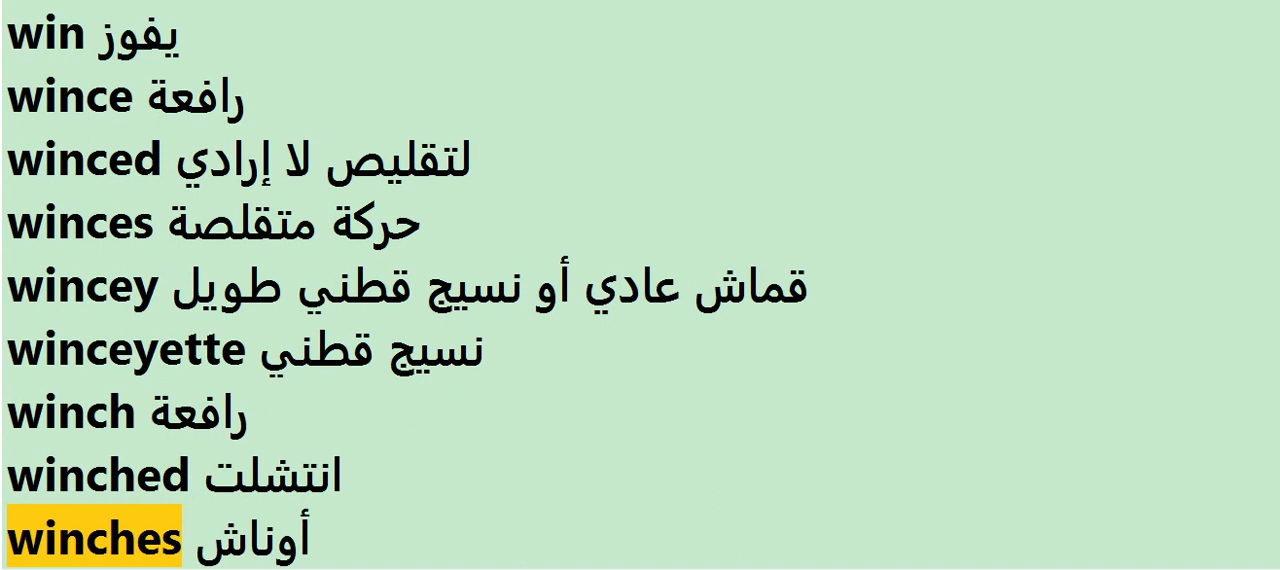 win يفوز
wince رافعة
winced لتقليص لا إرادي
winces حركة متقلصة
wincey قماش عادي أو نسيج قطني طويل
winceyette نسيج قطني
winch رافعة
winched انتشلت
winches أوناش